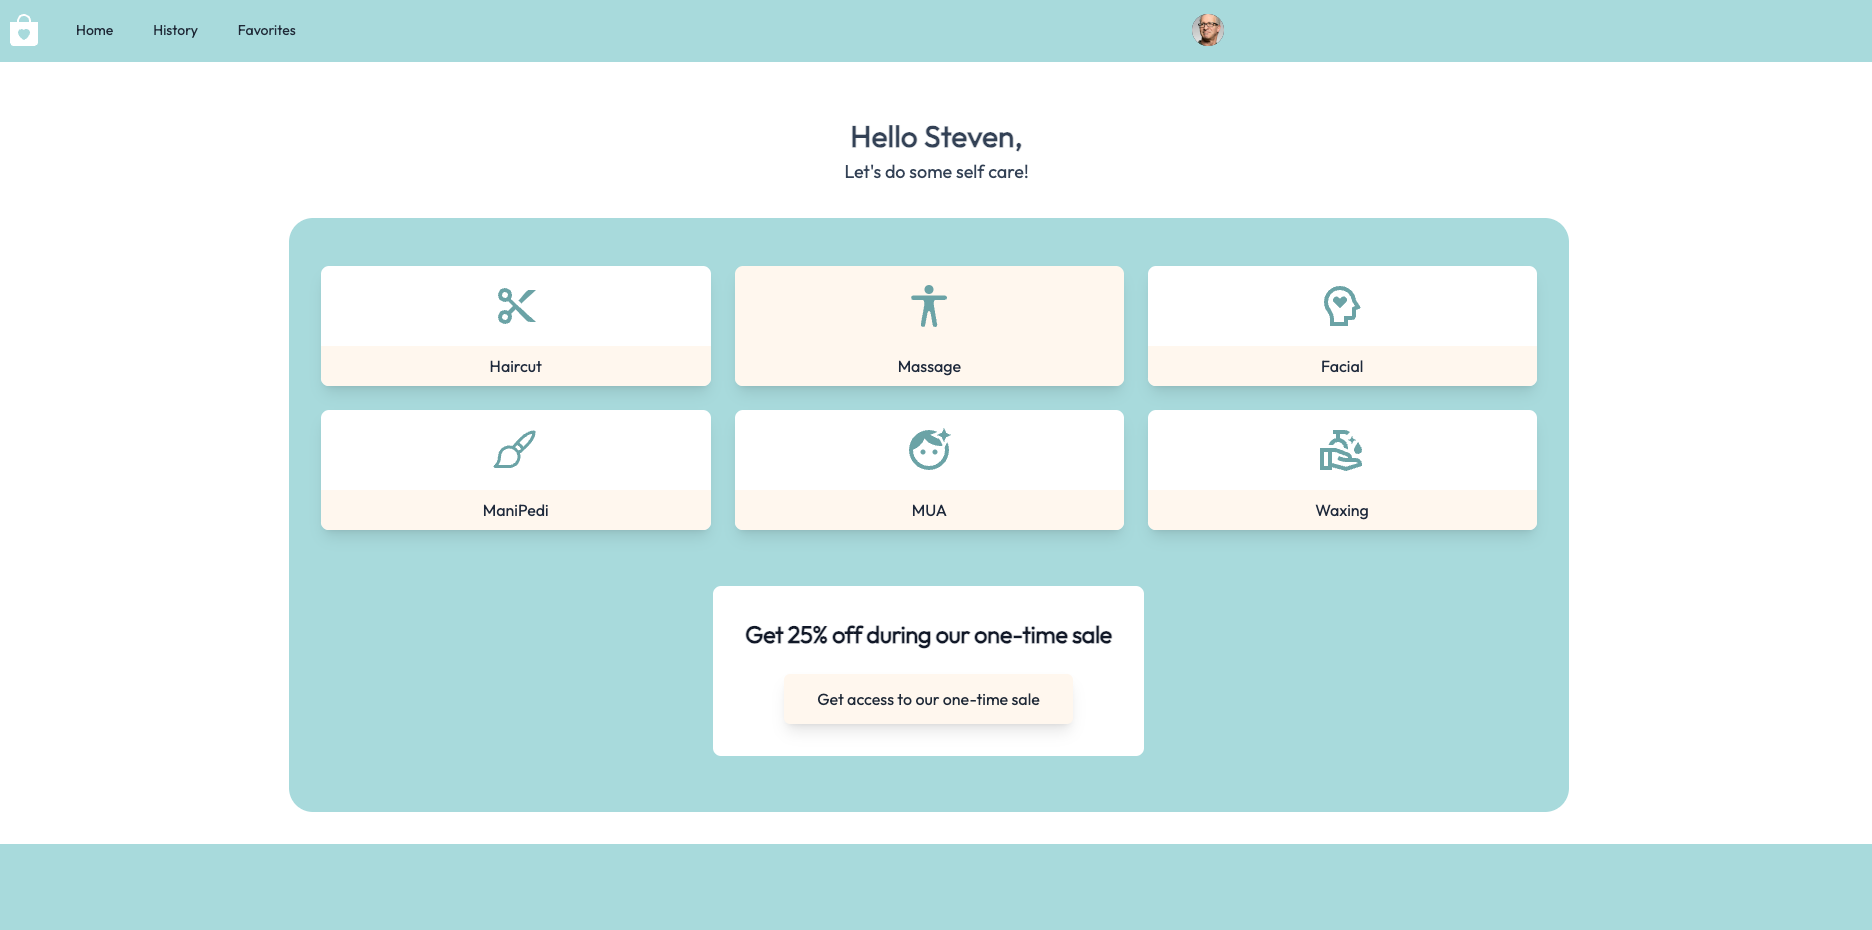 Home
History
Favorites
Hello Steven,
Let's do some self care!
Haircut
Massage
Facial
ManiPedi
MUA
Waxing
Get 25% off during our one-time sale
Get access to our one-time sale